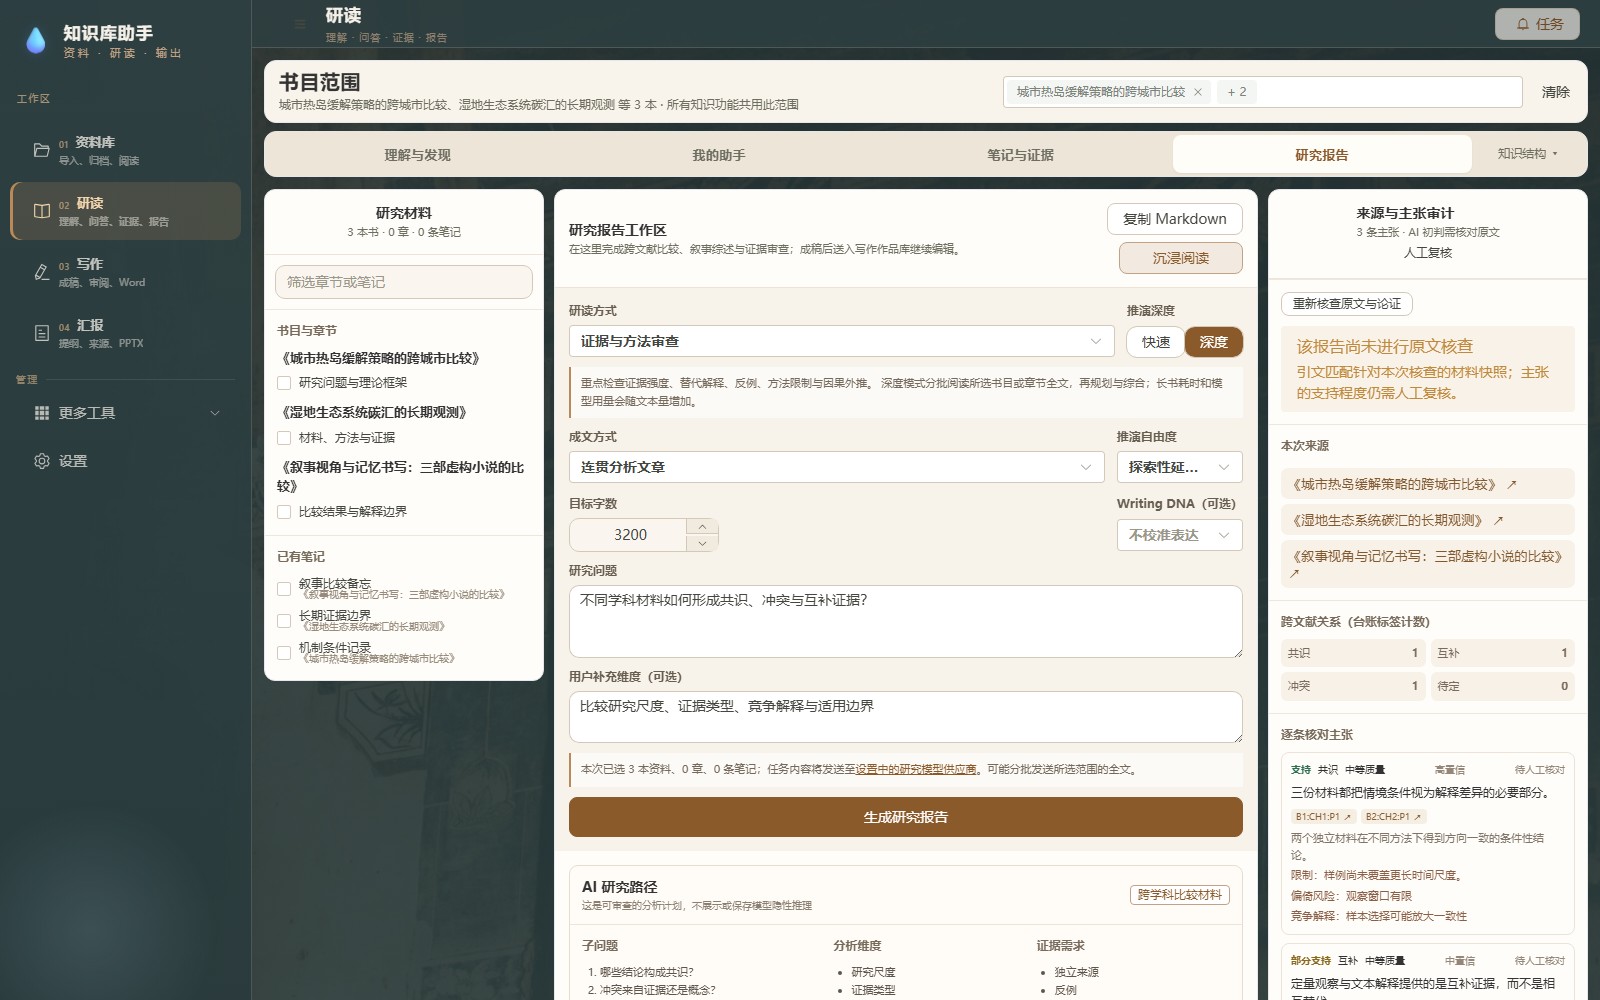 知识库助手
资料 · 研读 · 输出
工作区
01 资料库
导入、归档、阅读
02 研读
理解、问答、证据、报告
03 写作
成稿、审阅、Word
04 汇报
提纲、来源、PPTX
管理
更多工具
设置
研读
理解 · 问答 · 证据 · 报告
任务
书目范围
城市热岛缓解策略的跨城市比较、湿地生态系统碳汇的长期观测 等 3 本 · 所有知识功能共用此范围
城市热岛缓解策略的跨城市比较 ×
+ 2
清除
理解与发现
我的助手
笔记与证据
研究报告
知识结构
研究材料
3 本书 · 0 章 · 0 条笔记
筛选章节或笔记
书目与章节
《城市热岛缓解策略的跨城市比较》
研究问题与理论框架
《湿地生态系统碳汇的长期观测》
材料、方法与证据
《叙事视角与记忆书写：三部虚构小说的比
较》
比较结果与解释边界
已有笔记
叙事比较备忘
《叙事视角与记忆书写：三部虚构小说的比较》
长期证据边界
《湿地生态系统碳汇的长期观测》
机制条件记录
《城市热岛缓解策略的跨城市比较》
研究报告工作区
在这里完成跨文献比较、叙事综述与证据审查；成稿后送入写作作品库继续编辑。
复制 Markdown
沉浸阅读
研读方式
证据与方法审查
推演深度
快速
深度
重点检查证据强度、替代解释、反例、方法限制与因果外推。 深度模式分批阅读所选书目或章节全文，再规划与综合；长书耗时和模
型用量会随文本量增加。
成文方式
连贯分析文章
推演自由度
探索性延...
目标字数
3200
Writing DNA（可选）
不校准表达
研究问题
不同学科材料如何形成共识、冲突与互补证据？
用户补充维度（可选）
比较研究尺度、证据类型、竞争解释与适用边界
本次已选 3 本资料、0 章、0 条笔记；任务内容将发送至设置中的研究模型供应商。可能分批发送所选范围的全文。
生成研究报告
AI 研究路径
这是可审查的分析计划，不展示或保存模型隐性推理
跨学科比较材料
子问题
1. 哪些结论构成共识？
2. 冲突来自证据还是概念？
分析维度
• 研究尺度
• 证据类型
证据需求
• 独立来源
• 反例
来源与主张审计
3 条主张 · AI 初判需核对原文
人工复核
重新核查原文与论证
该报告尚未进行原文核查
引文匹配针对本次核查的材料快照；主张
的支持程度仍需人工复核。
本次来源
《城市热岛缓解策略的跨城市比较》 ↗
《湿地生态系统碳汇的长期观测》 ↗
《叙事视角与记忆书写：三部虚构小说的比较》
↗
跨文献关系（台账标签计数）
共识 1
互补 1
冲突 1
待定 0
逐条核对主张
支持 共识 中等质量 高置信 待人工核对
三份材料都把情境条件视为解释差异的必要部分。
B1:CH1:P1 ↗ B2:CH2:P1 ↗
两个独立材料在不同方法下得到方向一致的条件性结
论。
限制：样例尚未覆盖更长时间尺度。
偏倚风险：观察窗口有限
竞争解释：样本选择可能放大一致性
部分支持 互补 中等质量 中置信 待人工核对
定量观察与文本解释提供的是互补证据，而不是相